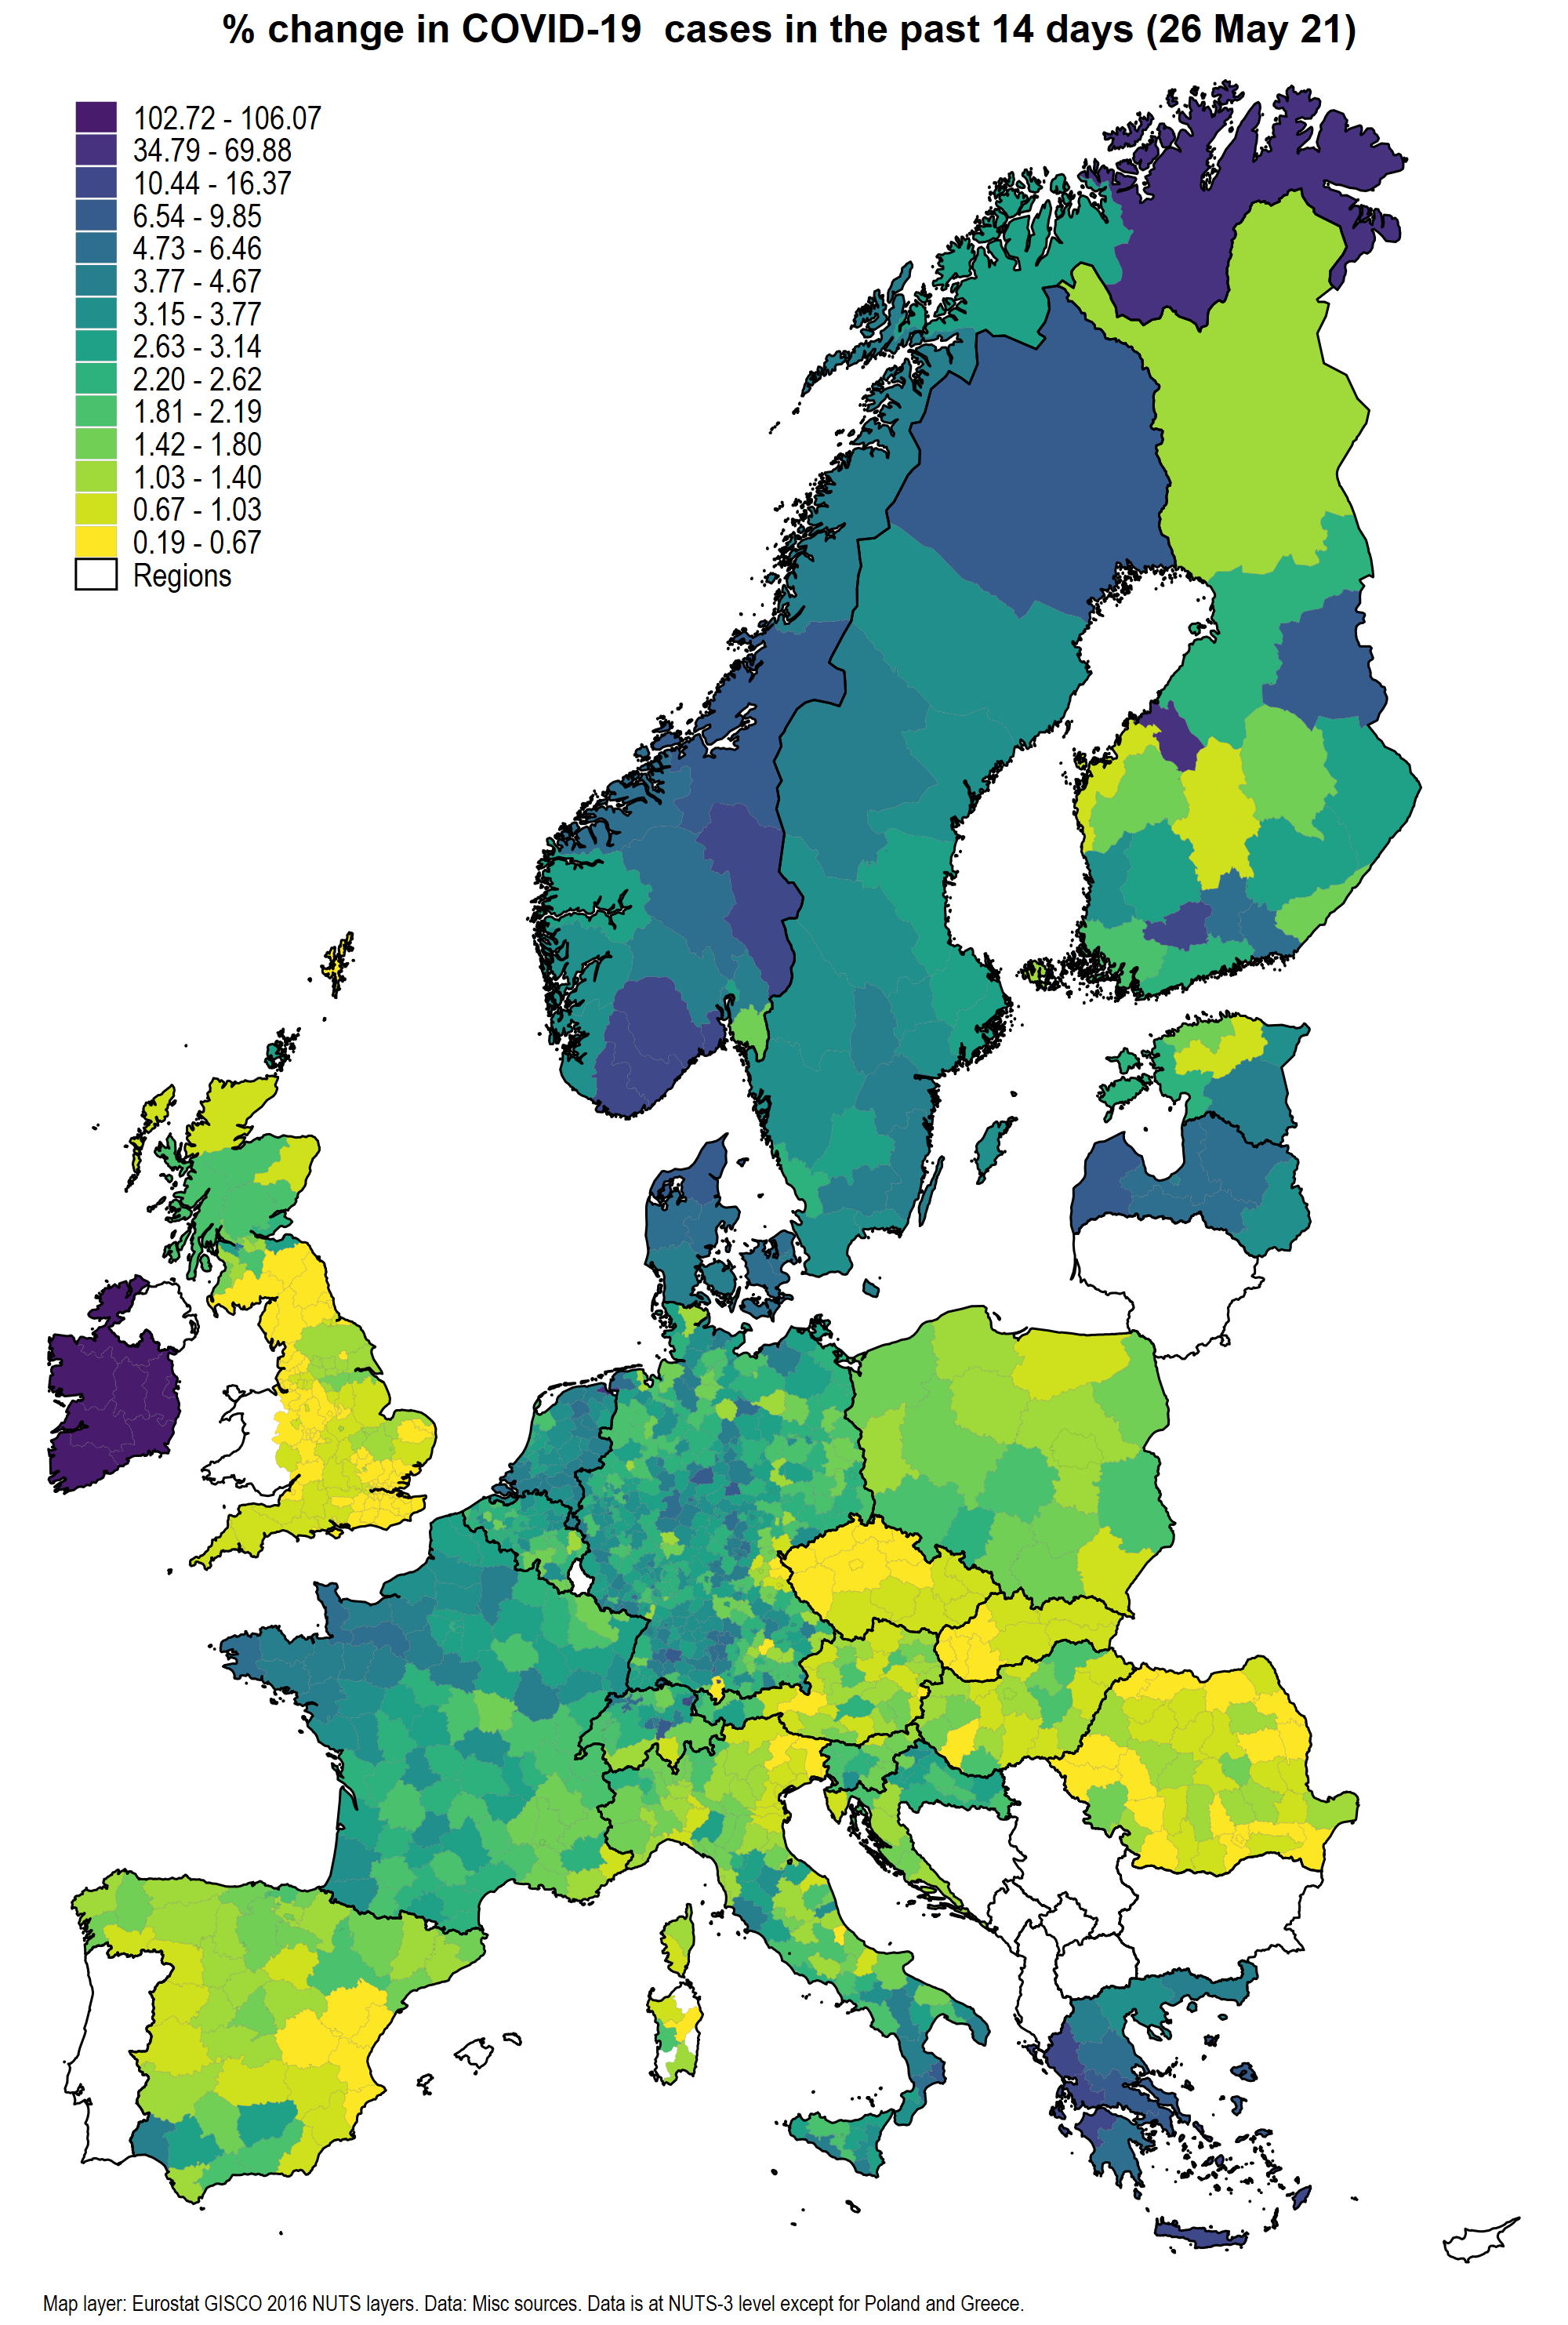 % change in COVID-19  cases in the past 14 days (26 May 21)
102.72 - 106.07
34.79 - 69.88
10.44 - 16.37
6.54 - 9.85
4.73 - 6.46
3.77 - 4.67
3.15 - 3.77
2.63 - 3.14
2.20 - 2.62
1.81 - 2.19
1.42 - 1.80
1.03 - 1.40
0.67 - 1.03
0.19 - 0.67
Regions
Map layer: Eurostat GISCO 2016 NUTS layers. Data: Misc sources. Data is at NUTS-3 level except for Poland and Greece.